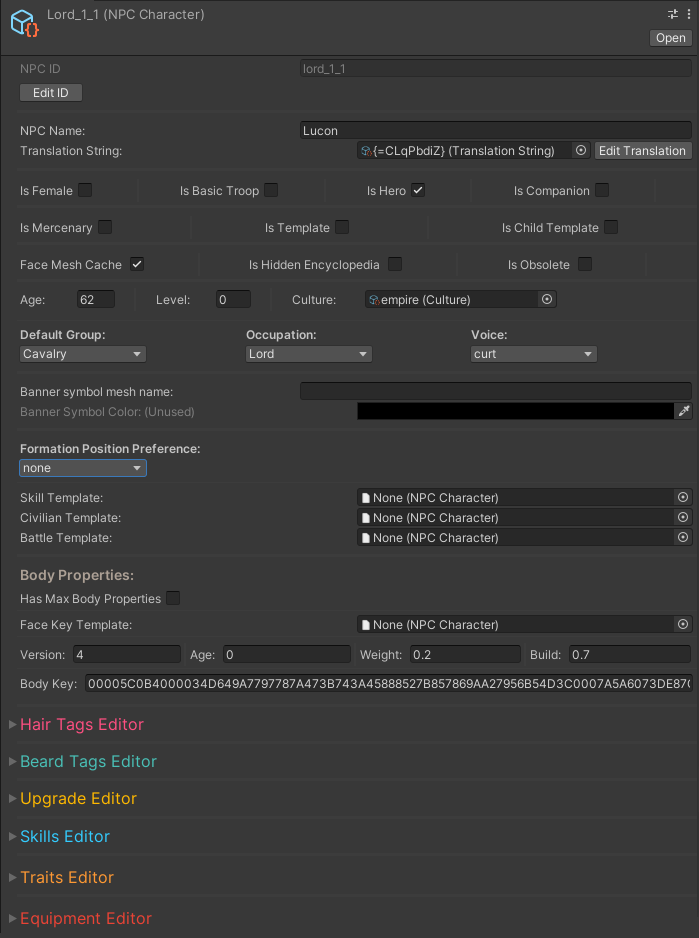 Lord_1_1 (NPC Character)
Open
NPC ID lord_1_1
Edit ID
NPC Name: Lucon
Translation String: {=CLqPbdiZ} (Translation String) Edit Translation
Is Female Is Basic Troop Is Hero Is Companion
Is Mercenary Is Template Is Child Template
Face Mesh Cache Is Hidden Encyclopedia Is Obsolete
Age: 62 Level: 0 Culture: empire (Culture)
Default Group: Occupation: Voice:
Cavalry Lord curt
Banner symbol mesh name:
Banner Symbol Color: (Unused)
Formation Position Preference:
none
Skill Template: None (NPC Character)
Civilian Template: None (NPC Character)
Battle Template: None (NPC Character)
Body Properties:
Has Max Body Properties
Face Key Template: None (NPC Character)
Version: 4 Age: 0 Weight: 0.2 Build: 0.7
Body Key: 00005C0B4000034D649A7797787A473B743A45888527B857869AA27956B54D3C0007A5A6073DE870
Hair Tags Editor
Beard Tags Editor
Upgrade Editor
Skills Editor
Traits Editor
Equipment Editor